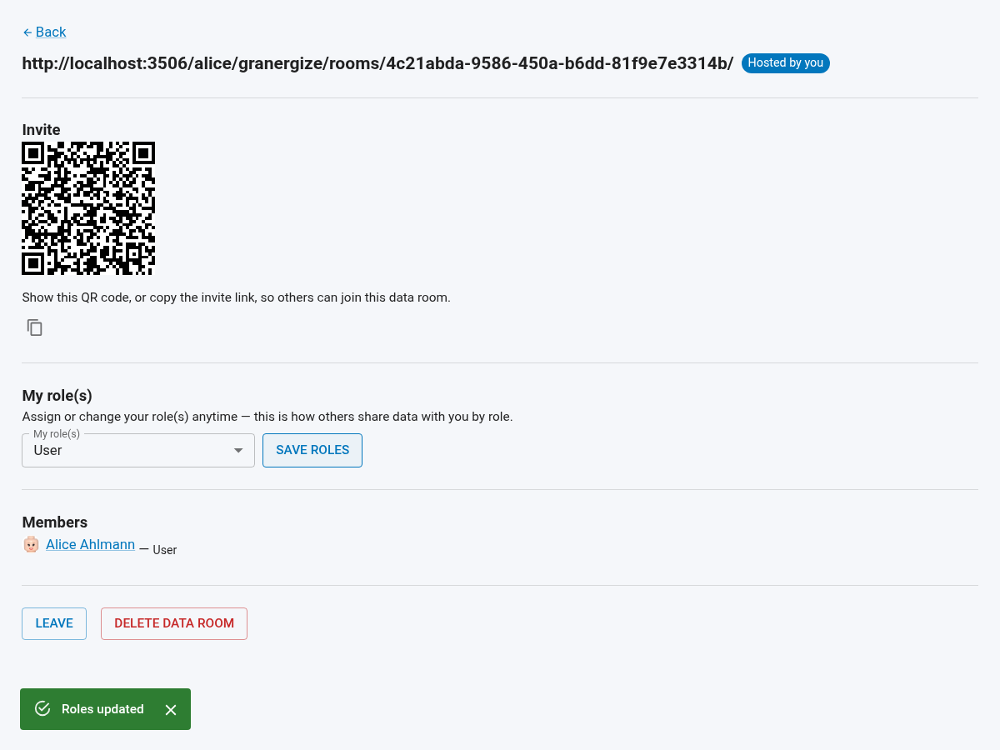 Back
http://localhost:3506/alice/granergize/rooms/4c21abda-9586-450a-b6dd-81f9e7e3314b/ Hosted by you
Invite
Show this QR code, or copy the invite link, so others can join this data room.
My role(s)
Assign or change your role(s) anytime — this is how others share data with you by role.
My role(s)
User
SAVE ROLES
Members
Alice Ahlmann — User
LEAVE
DELETE DATA ROOM
Roles updated